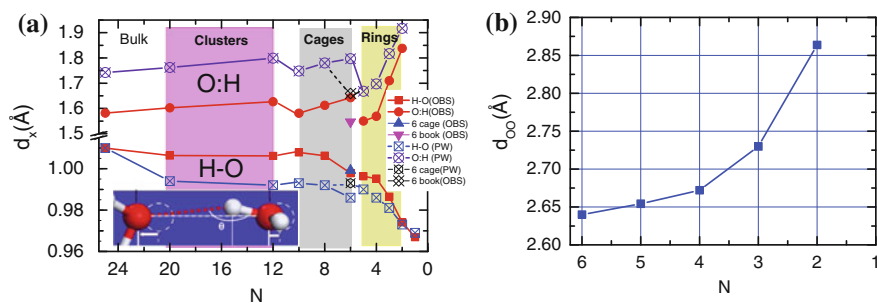 (a)
Bulk Clusters Cages Rings
O:H
H-O
H-O(OBS)
O:H(OBS)
6 cage (OBS)
6 book (OBS)
H-O (PW)
O:H (PW)
6 cage(PW)
6 book(OBS)
θ
dx(Å)
1.9
1.8
1.7
1.6
1.5
1.00
0.98
0.96
24 20 16 12 8 4 0
N
(b)
dOO(Å)
2.90
2.85
2.80
2.75
2.70
2.65
2.60
6 5 4 3 2 1
N